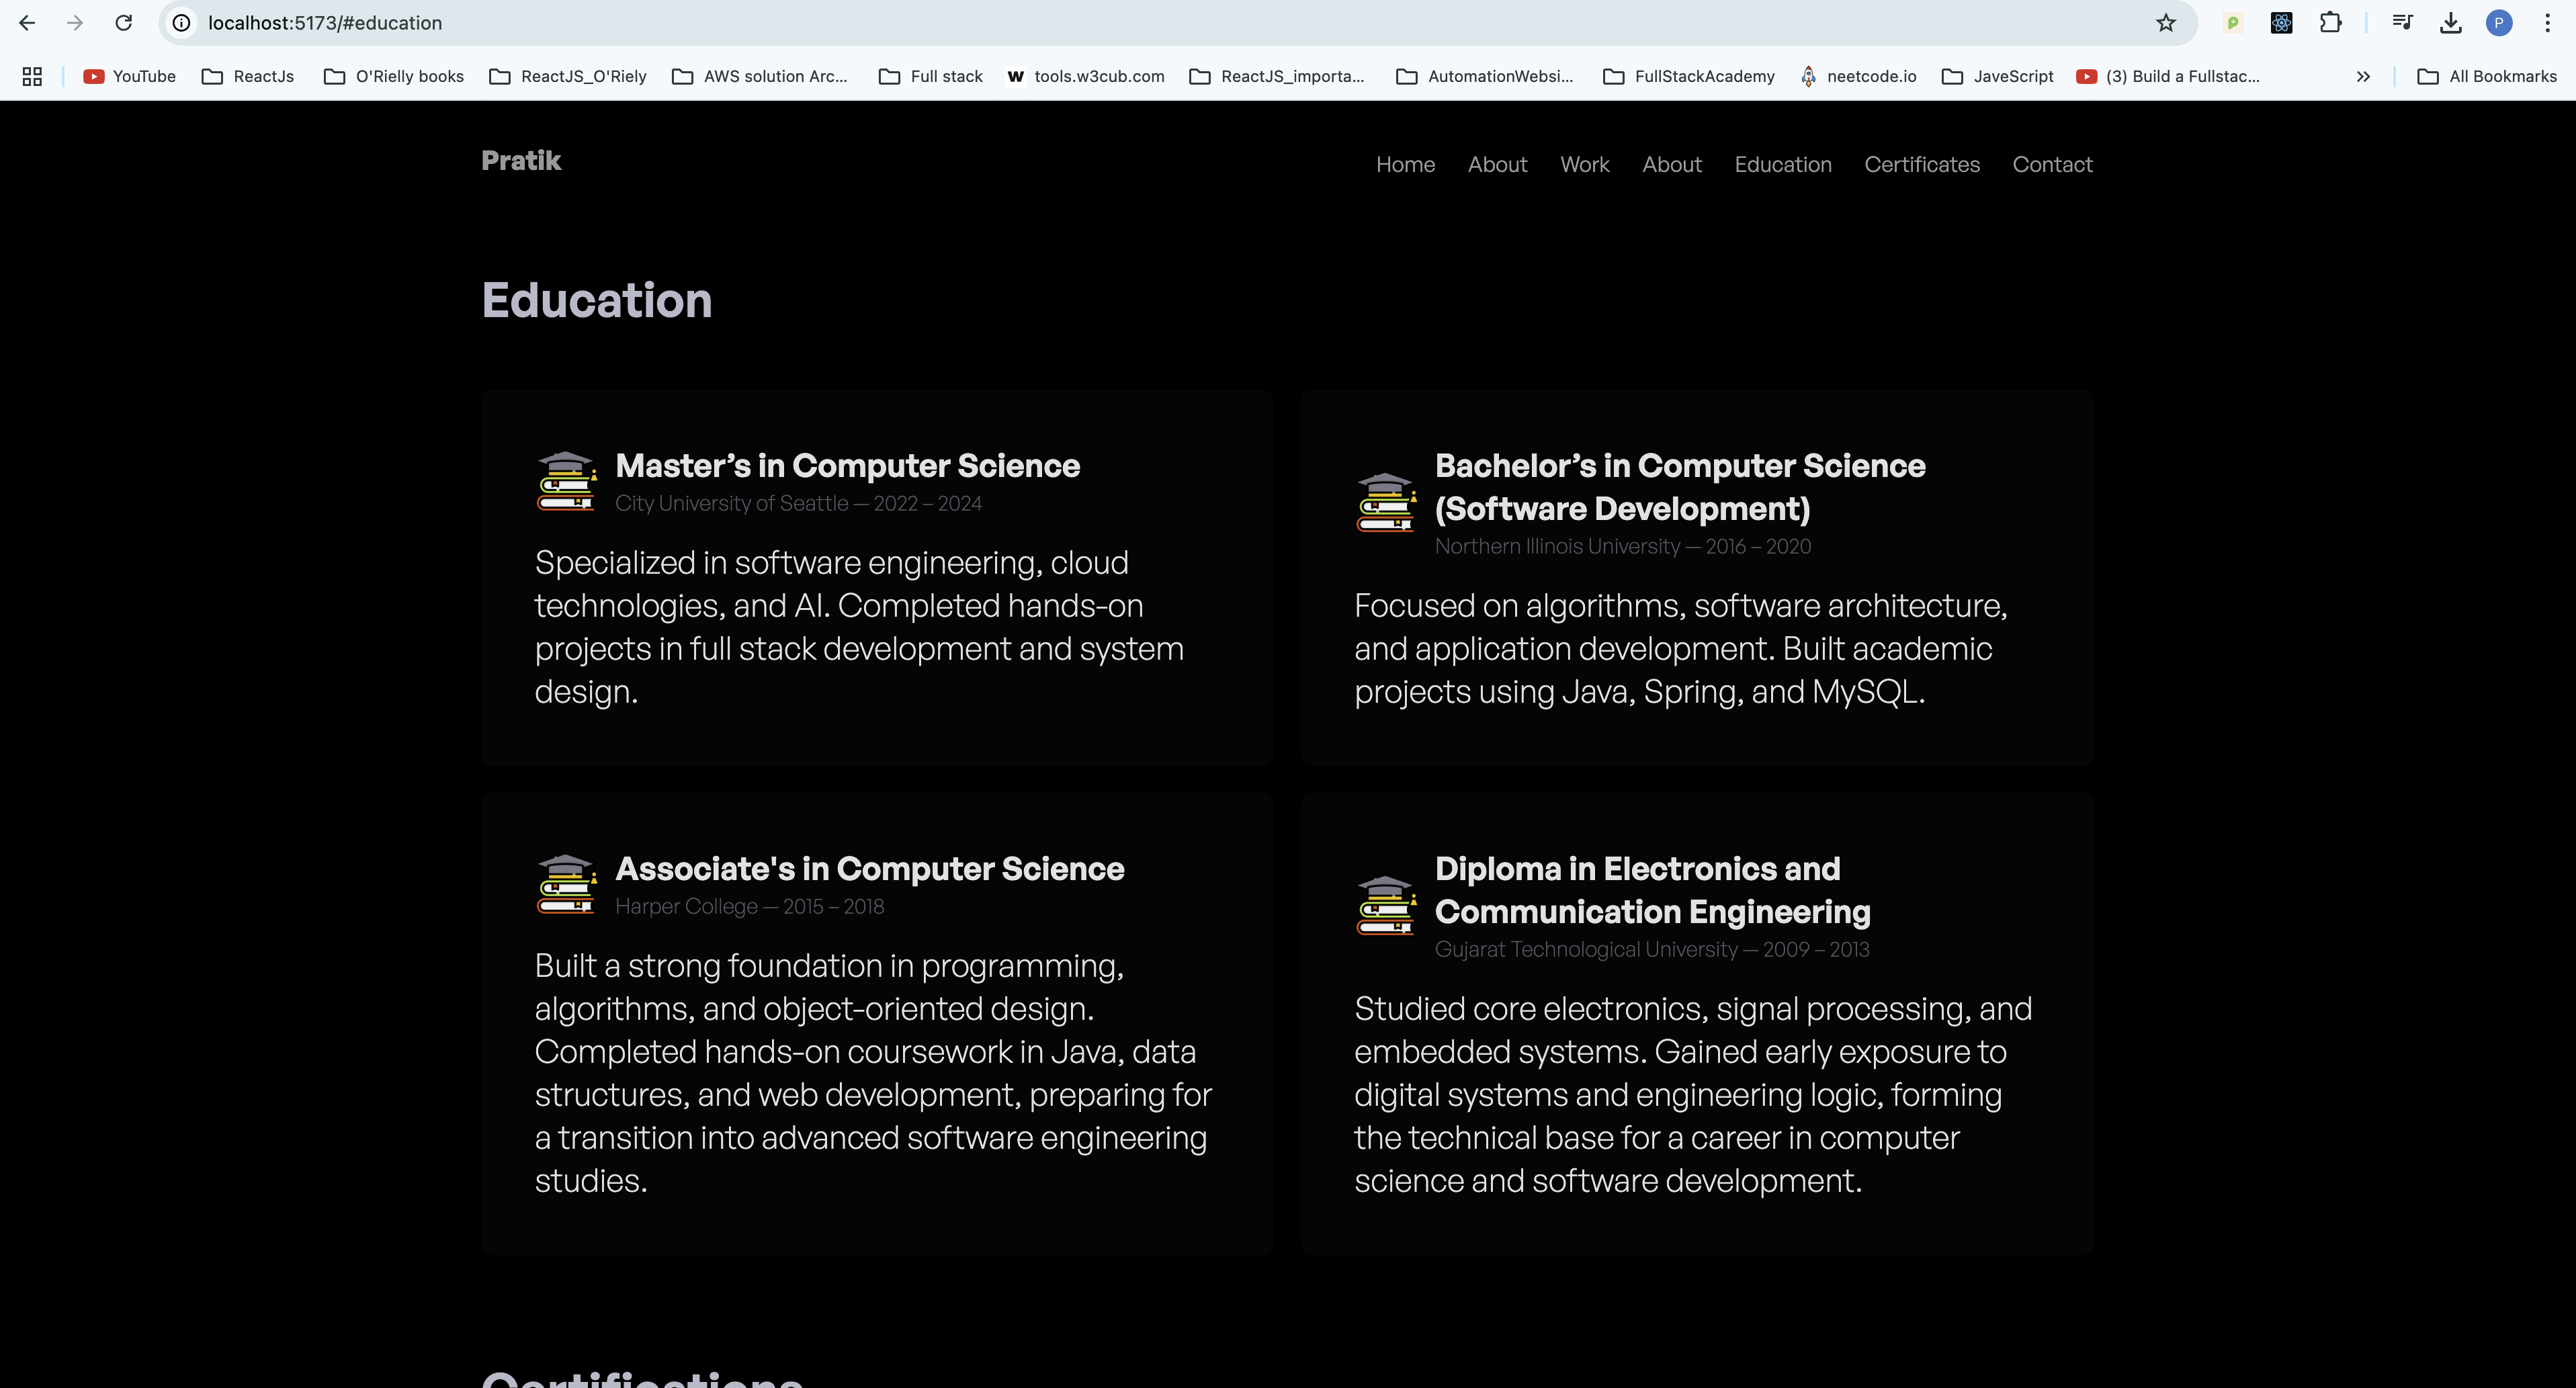 localhost:5173/#education
P
YouTube ReactJs O'Rielly books ReactJS_O'Riely AWS solution Arc... Full stack W tools.w3cub.com ReactJS_importa... AutomationWebsi... FullStackAcademy neetcode.io JaveScript (3) Build a Fullstac... All Bookmarks
Pratik
Home About Work About Education Certificates Contact
Education
Master’s in Computer Science
City University of Seattle — 2022 – 2024
Specialized in software engineering, cloud
technologies, and AI. Completed hands-on
projects in full stack development and system
design.
Bachelor’s in Computer Science
(Software Development)
Northern Illinois University — 2016 – 2020
Focused on algorithms, software architecture,
and application development. Built academic
projects using Java, Spring, and MySQL.
Associate's in Computer Science
Harper College — 2015 – 2018
Built a strong foundation in programming,
algorithms, and object-oriented design.
Completed hands-on coursework in Java, data
structures, and web development, preparing for
a transition into advanced software engineering
studies.
Diploma in Electronics and
Communication Engineering
Gujarat Technological University — 2009 – 2013
Studied core electronics, signal processing, and
embedded systems. Gained early exposure to
digital systems and engineering logic, forming
the technical base for a career in computer
science and software development.
Certifications